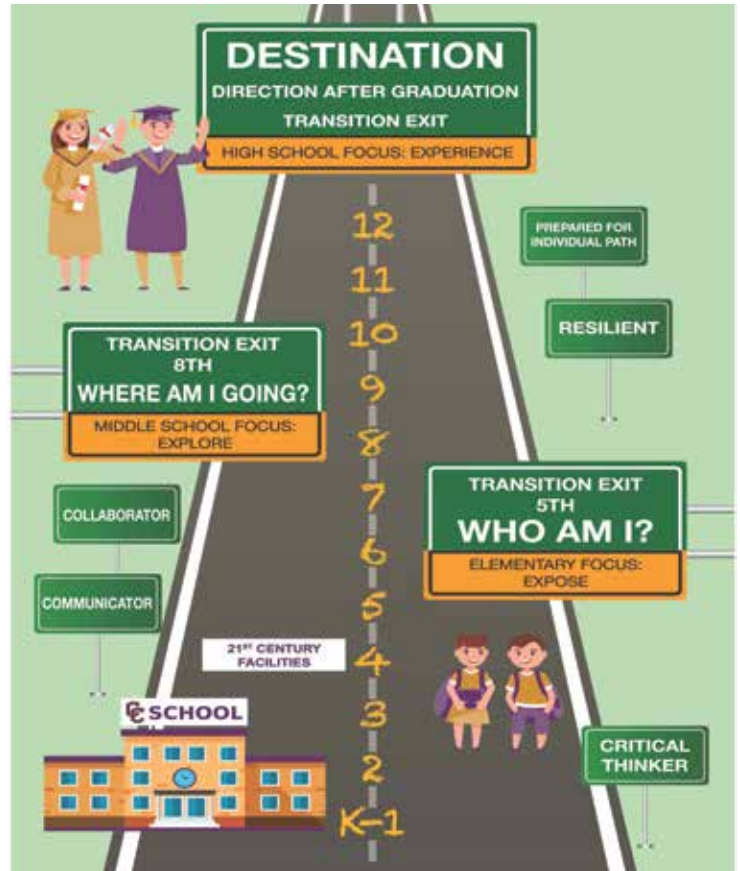 DESTINATION
DIRECTION AFTER GRADUATION
TRANSITION EXIT
HIGH SCHOOL FOCUS: EXPERIENCE
12
11
10
9
8
7
6
5
4
3
2
K-1
PREPARED FOR
INDIVIDUAL PATH
RESILIENT
TRANSITION EXIT
8TH
WHERE AM I GOING?
MIDDLE SCHOOL FOCUS:
EXPLORE
TRANSITION EXIT
5TH
WHO AM I?
ELEMENTARY FOCUS:
EXPOSE
COLLABORATOR
COMMUNICATOR
21ST CENTURY
FACILITIES
CC SCHOOL
CRITICAL
THINKER